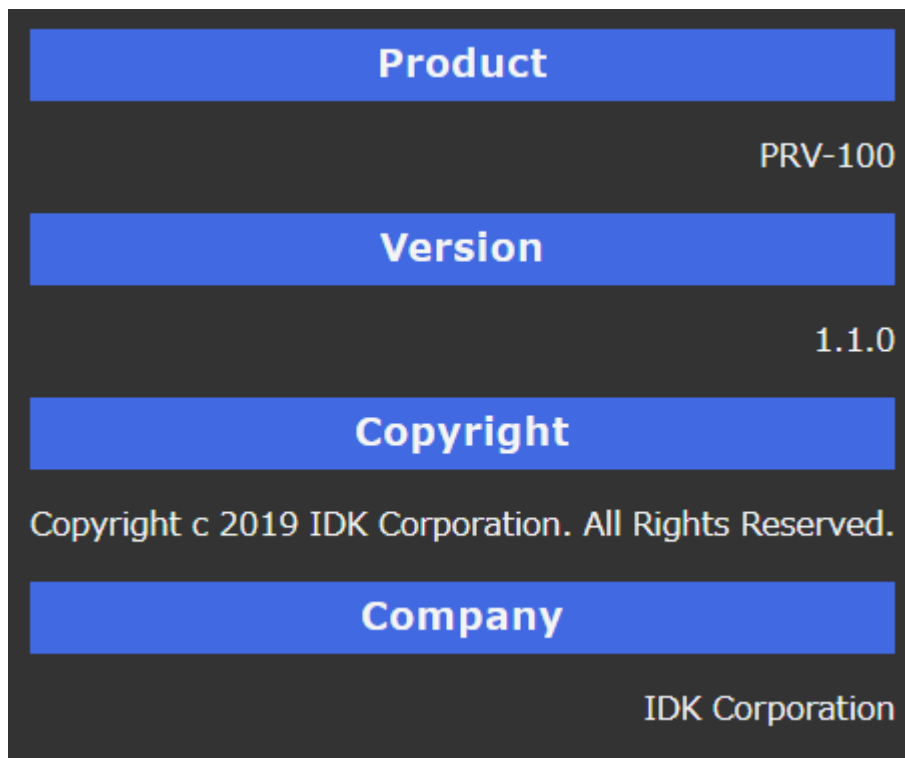 Product
PRV-100
Version
1.1.0
Copyright
Copyright c 2019 IDK Corporation. All Rights Reserved.
Company
IDK Corporation